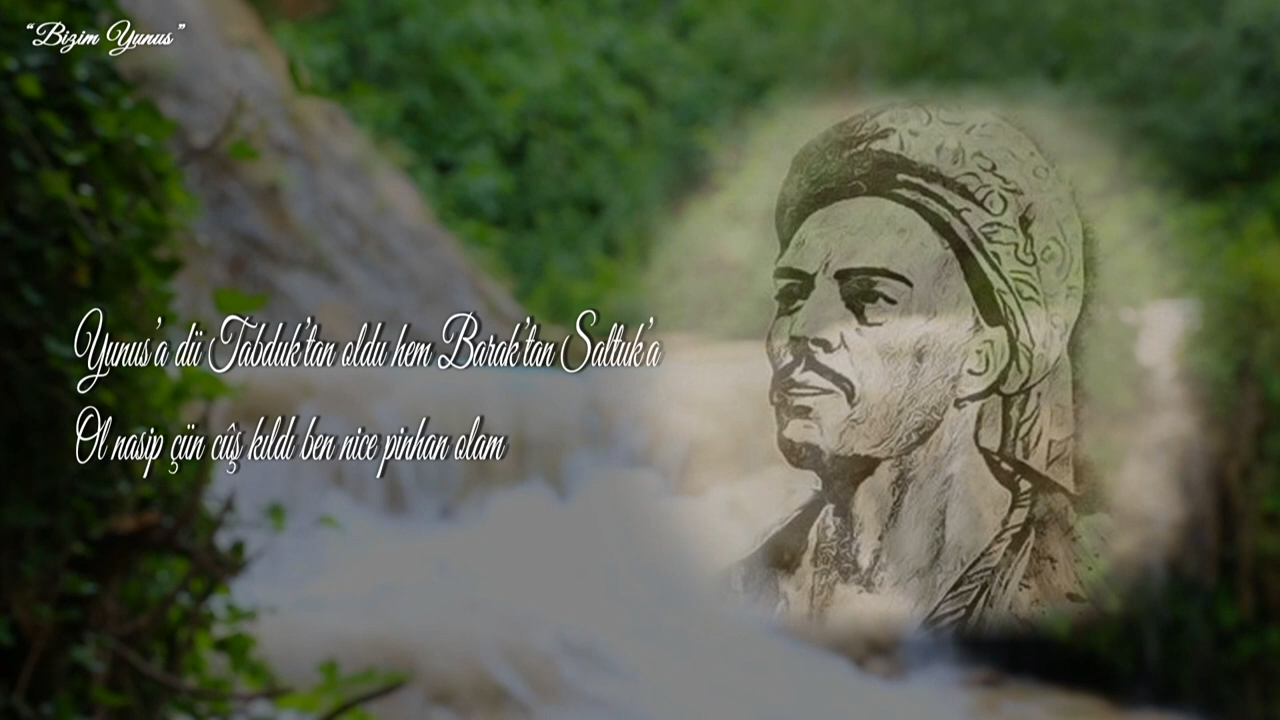 “Bizim Yunus”
Yunus'a dü Tabduk'tan oldu hem Barak'tan Saltuk'a
Ol nasip çün cûş kıldı ben nice pinhan olam